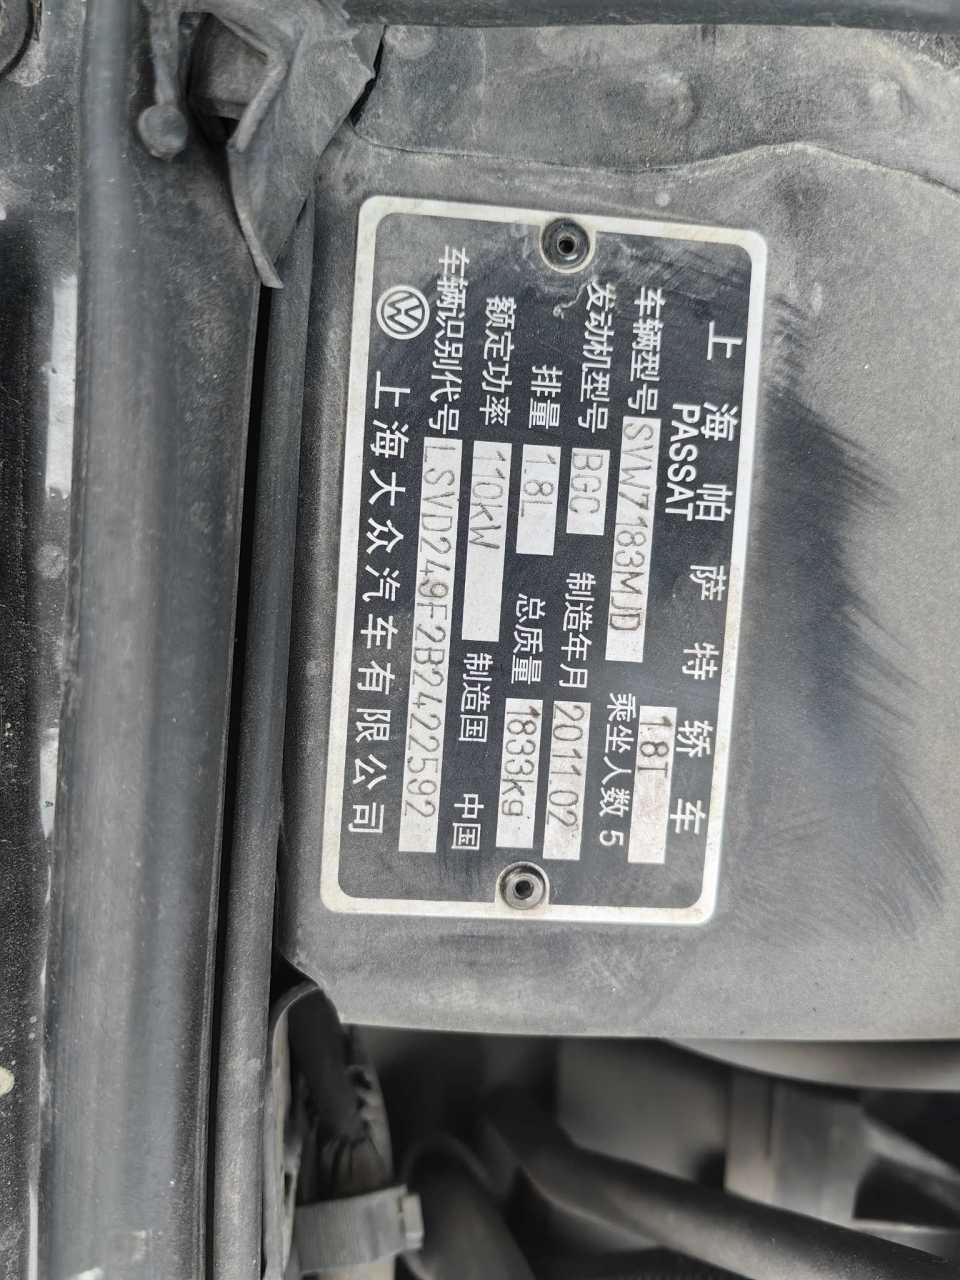 上海帕萨特轿车
PASSAT 1.8T
车辆型号 SVW7183MJD 乘坐人数 5
发动机型号 BGC 制造年月 2011.02
排量 1.8L 总质量 1833kg
额定功率 110kW 制造国 中国
车辆识别代号 LSVD249F2B2422592
上海大众汽车有限公司